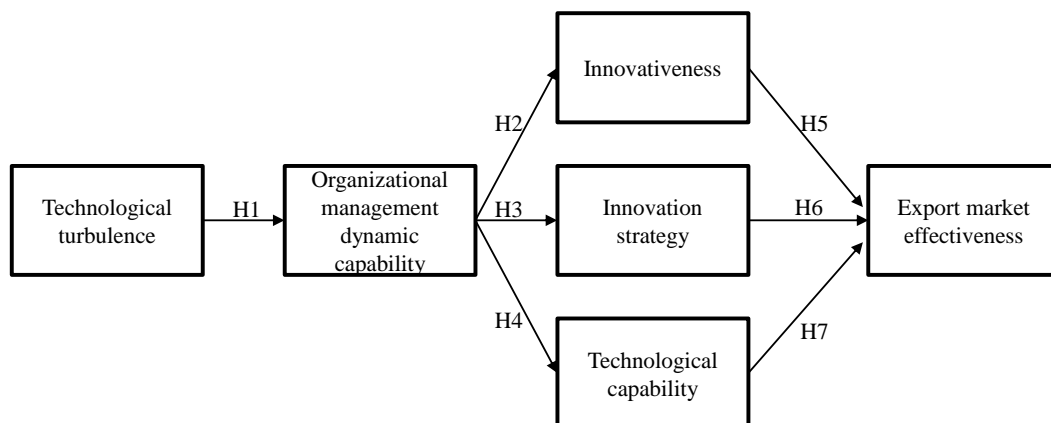 Innovativeness
H2
H5
Technological
turbulence
H1
Organizational
management
dynamic
capability
H3
Innovation
strategy
H6
Export market
effectiveness
H4
H7
Technological
capability